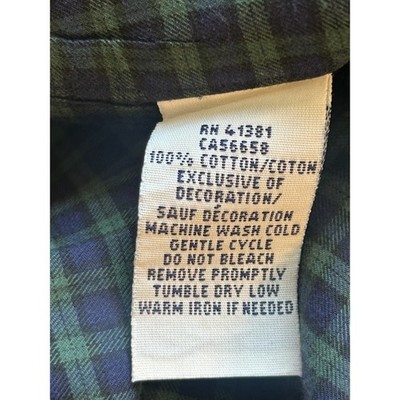 RN 41381
CA56658
100% COTTON/COTON
EXCLUSIVE OF
DECORATION/
SAUF DÉCORATION
MACHINE WASH COLD
GENTLE CYCLE
DO NOT BLEACH
REMOVE PROMPTLY
TUMBLE DRY LOW
WARM IRON IF NEEDED